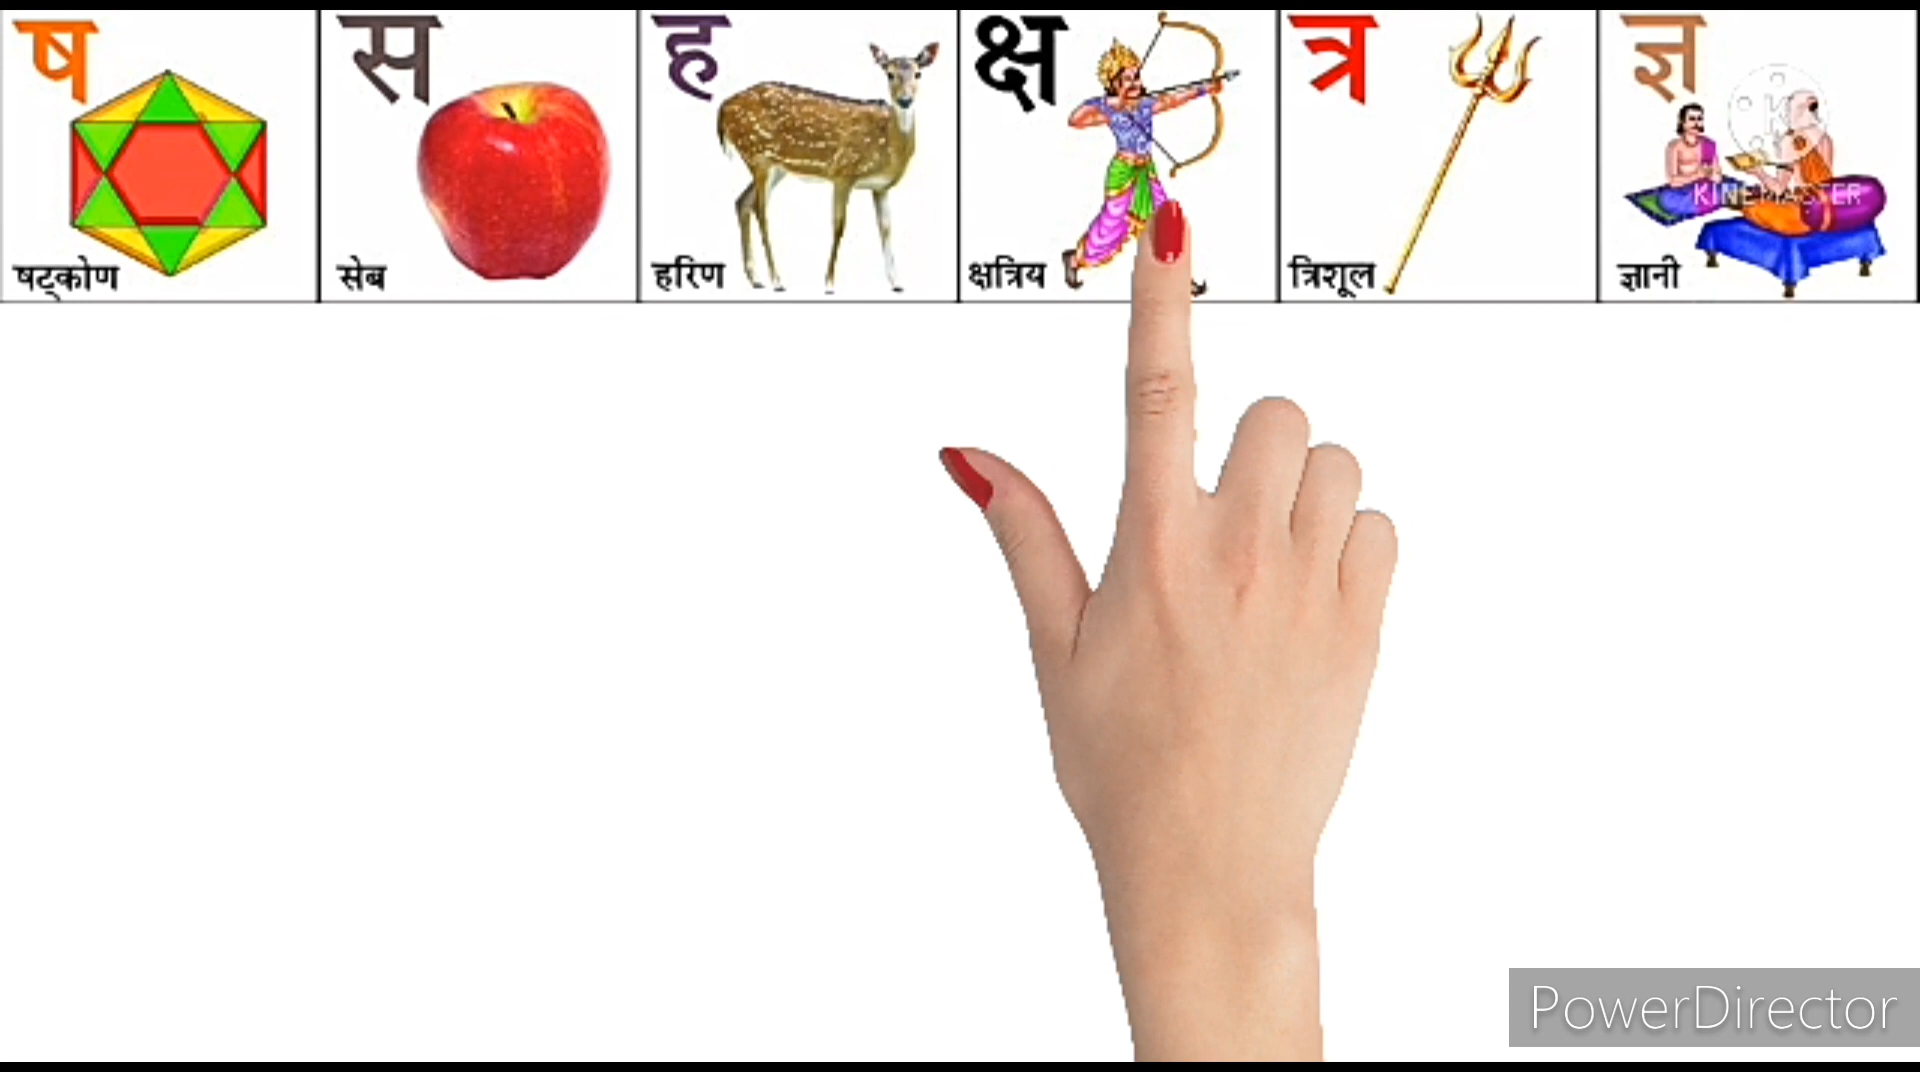 ष
षट्कोण
स
सेब
ह
हरिण
क्ष
क्षत्रिय
त्र
त्रिशूल
ज्ञ
ज्ञानी
K
KINEMASTER
PowerDirector